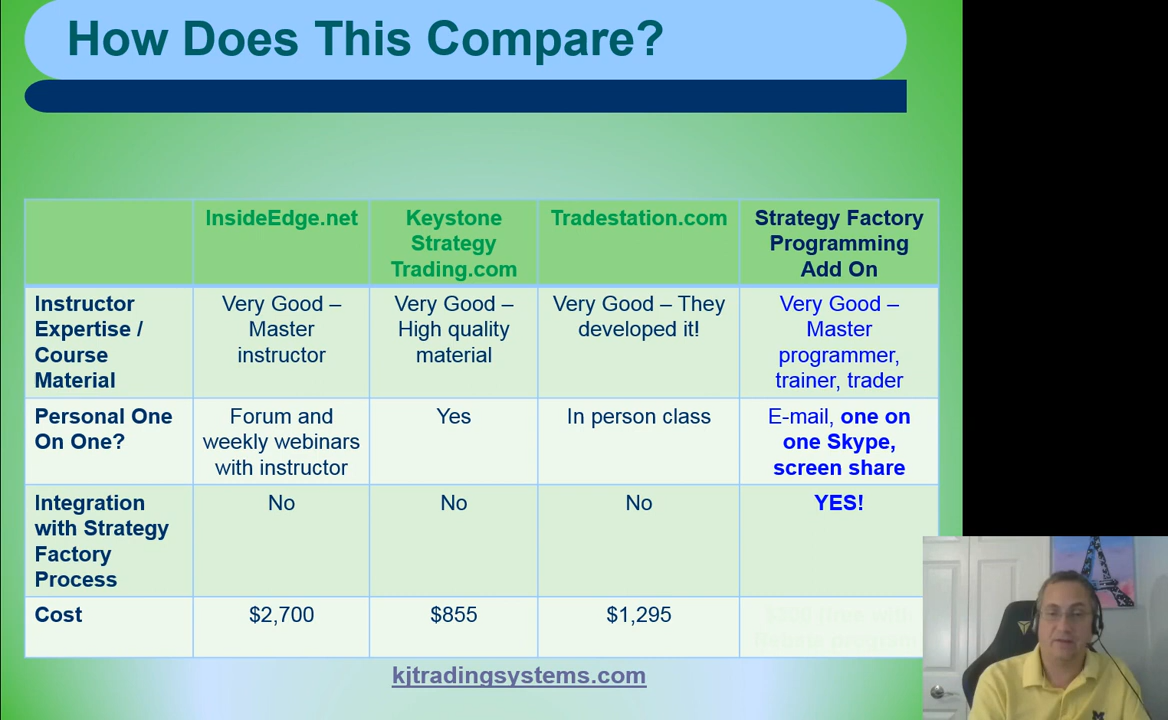 How Does This Compare?
InsideEdge.net
Keystone
Strategy
Trading.com
Tradestation.com
Strategy Factory
Programming
Add On
Instructor
Expertise /
Course
Material
Very Good –
Master
instructor
Very Good –
High quality
material
Very Good – They
developed it!
Very Good –
Master
programmer,
trainer, trader
Personal One
On One?
Forum and
weekly webinars
with instructor
Yes
In person class
E-mail, one on
one Skype,
screen share
Integration
with Strategy
Factory
Process
No
No
No
YES!
Cost
$2,700
$855
$1,295
kjtradingsystems.com
M